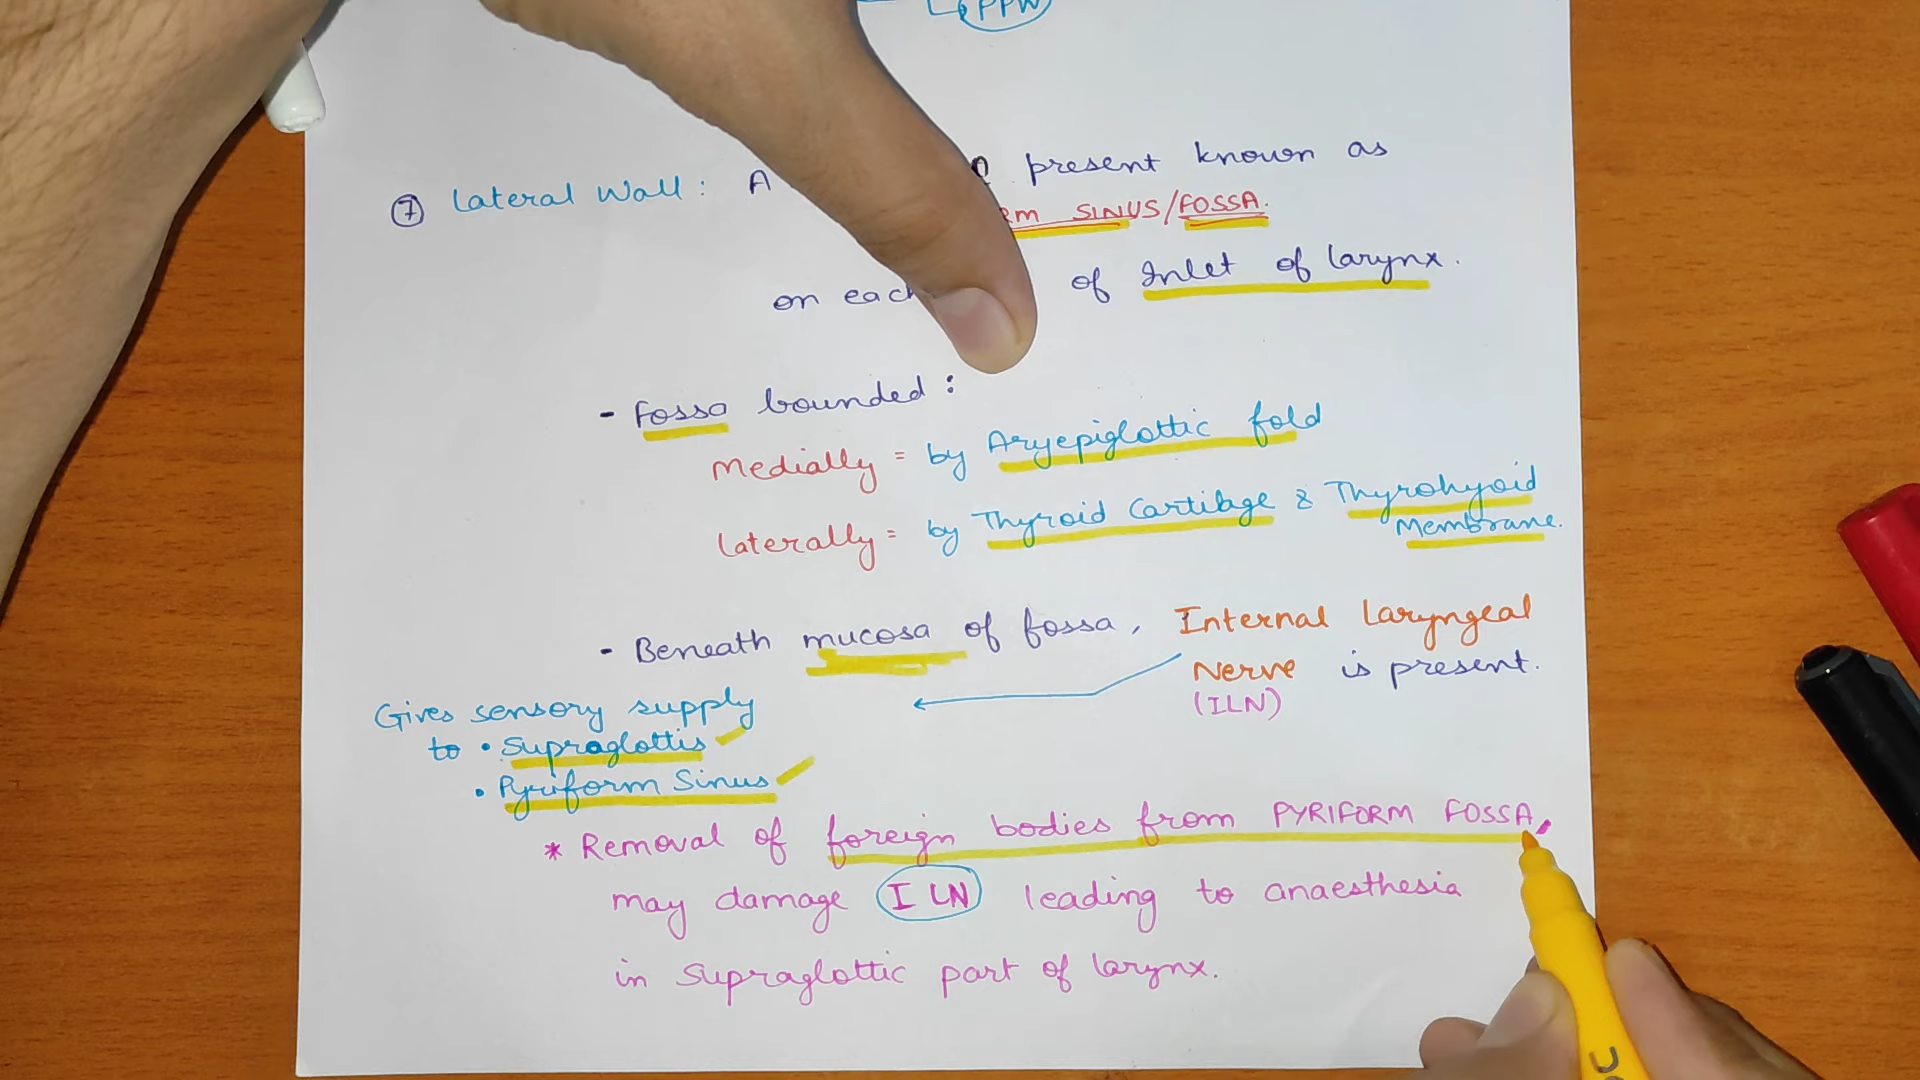 PPW
⑦ Lateral Wall: A present known as
SINUS/FOSSA.
on each of Inlet of larynx.
- Fossa bounded:
Medially = by Aryepiglottic fold
Laterally = by Thyroid Cartilage & Thyrohyoid
Membrane.
- Beneath mucosa of fossa, Internal Laryngeal
Nerve is present.
(ILN)
Gives sensory supply
to • Supraglottis
• Pyriform Sinus
* Removal of foreign bodies from PYRIFORM FOSSA,
may damage ILN leading to anaesthesia
in supraglottic part of larynx.